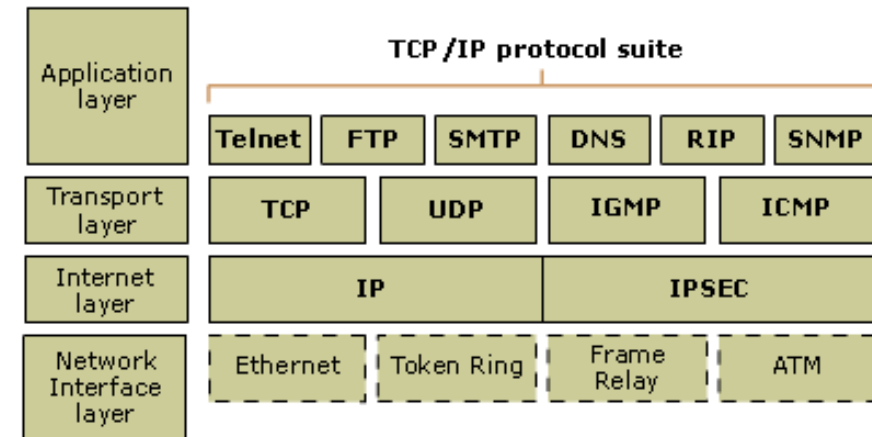 TCP/IP protocol suite
Application
layer
Telnet FTP SMTP DNS RIP SNMP
Transport
layer
TCP UDP IGMP ICMP
Internet
layer
IP IPSEC
Network
Interface
layer
Ethernet Token Ring Frame
Relay ATM